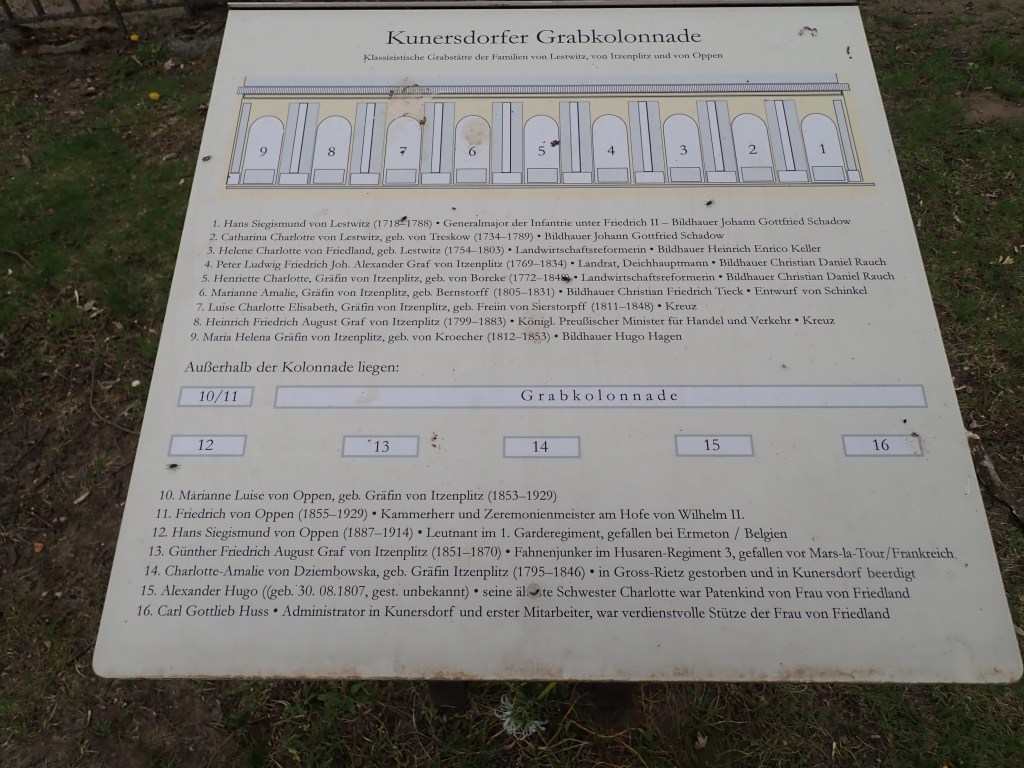 Kunersdorfer Grabkolonnade
Klassizistische Grabstätte der Familien von Lestwitz, von Itzenplitz und von Oppen
9 8 7 6 5 4 3 2 1
1. Hans Siegismund von Lestwitz (1718–1788) • Generalmajor der Infantrie unter Friedrich II – Bildhauer Johann Gottfried Schadow
2. Catharina Charlotte von Lestwitz, geb. von Treskow (1734–1789) • Bildhauer Johann Gottfried Schadow
3. Helene Charlotte von Friedland, geb. Lestwitz (1754–1803) • Landwirtschaftsreformerin • Bildhauer Heinrich Enrico Keller
4. Peter Ludwig Friedrich Joh. Alexander Graf von Itzenplitz (1769–1834) • Landrat, Deichhauptmann • Bildhauer Christian Daniel Rauch
5. Henriette Charlotte, Gräfin von Itzenplitz, geb. von Borcke (1772–1848) • Landwirtschaftsreformerin • Bildhauer Christian Daniel Rauch
6. Marianne Amalie, Gräfin von Itzenplitz, geb. Bernstorff (1805–1831) • Bildhauer Christian Friedrich Tieck • Entwurf von Schinkel
7. Luise Charlotte Elisabeth, Gräfin von Itzenplitz, geb. Freiin von Sierstorpff (1811–1848) • Kreuz
8. Heinrich Friedrich August Graf von Itzenplitz (1799–1883) • Königl. Preußischer Minister für Handel und Verkehr • Kreuz
9. Maria Helena Gräfin von Itzenplitz, geb. von Kroecher (1812–1853) • Bildhauer Hugo Hagen
Außerhalb der Kolonnade liegen:
10/11 Grabkolonnade
12 13 14 15 16
10. Marianne Luise von Oppen, geb. Gräfin von Itzenplitz (1853–1929)
11. Friedrich von Oppen (1855–1929) • Kammerherr und Zeremonienmeister am Hofe von Wilhelm II.
12. Hans Siegismund von Oppen (1887–1914) • Leutnant im 1. Garderegiment, gefallen bei Ermeton / Belgien
13. Günther Friedrich August Graf von Itzenplitz (1851–1870) • Fahnenjunker im Husaren-Regiment 3, gefallen vor Mars-la-Tour/Frankreich
14. Charlotte-Amalie von Dziembowska, geb. Gräfin Itzenplitz (1795–1846) • in Gross-Rietz gestorben und in Kunersdorf beerdigt
15. Alexander Hugo ((geb. 30. 08.1807, gest. unbekannt) • seine älteste Schwester Charlotte war Patenkind von Frau von Friedland
16. Carl Gottlieb Huss • Administrator in Kunersdorf und erster Mitarbeiter, war verdienstvolle Stütze der Frau von Friedland